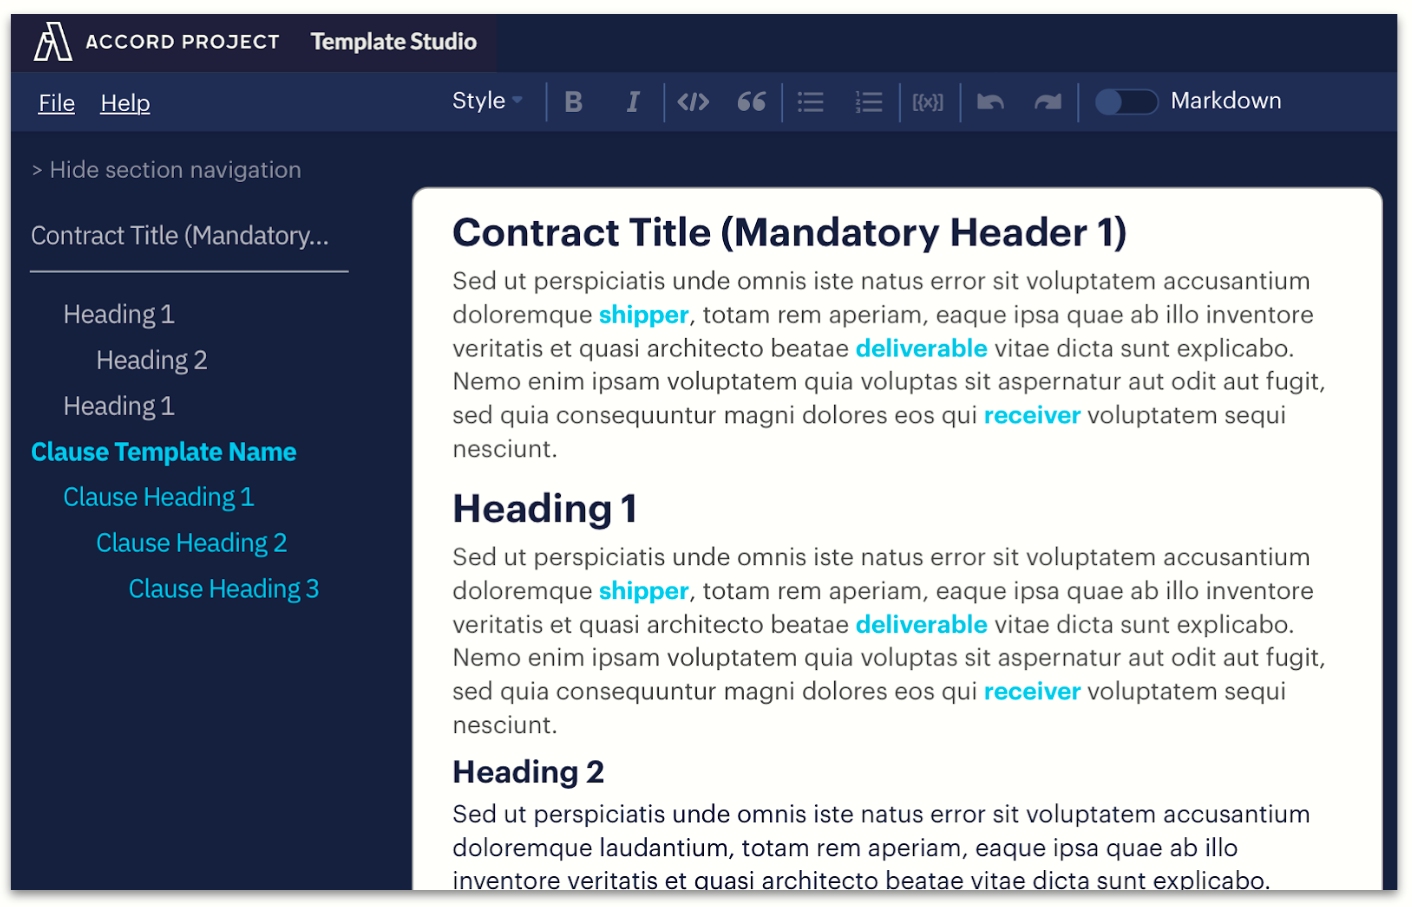 ACCORD PROJECT Template Studio
File Help Style B I </> 66 1 2 3 [{x}] Markdown
> Hide section navigation
Contract Title (Mandatory...
Heading 1
Heading 2
Heading 1
Clause Template Name
Clause Heading 1
Clause Heading 2
Clause Heading 3
Contract Title (Mandatory Header 1)
Sed ut perspiciatis unde omnis iste natus error sit voluptatem accusantium
doloremque shipper, totam rem aperiam, eaque ipsa quae ab illo inventore
veritatis et quasi architecto beatae deliverable vitae dicta sunt explicabo.
Nemo enim ipsam voluptatem quia voluptas sit aspernatur aut odit aut fugit,
sed quia consequuntur magni dolores eos qui receiver voluptatem sequi
nesciunt.
Heading 1
Sed ut perspiciatis unde omnis iste natus error sit voluptatem accusantium
doloremque shipper, totam rem aperiam, eaque ipsa quae ab illo inventore
veritatis et quasi architecto beatae deliverable vitae dicta sunt explicabo.
Nemo enim ipsam voluptatem quia voluptas sit aspernatur aut odit aut fugit,
sed quia consequuntur magni dolores eos qui receiver voluptatem sequi
nesciunt.
Heading 2
Sed ut perspiciatis unde omnis iste natus error sit voluptatem accusantium
doloremque laudantium, totam rem aperiam, eaque ipsa quae ab illo
inventore veritatis et quasi architecto beatae vitae dicta sunt explicabo.